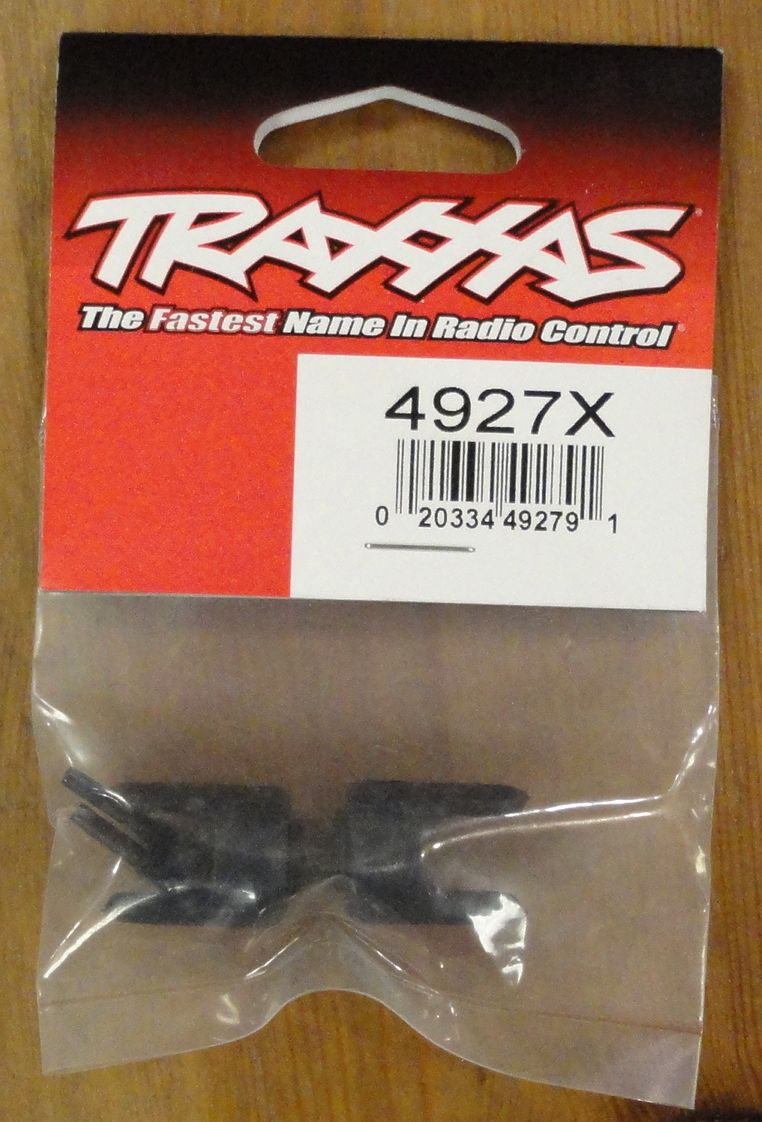 TRAXXAS
The Fastest Name In Radio Control
4927X
0 20334 49279 1